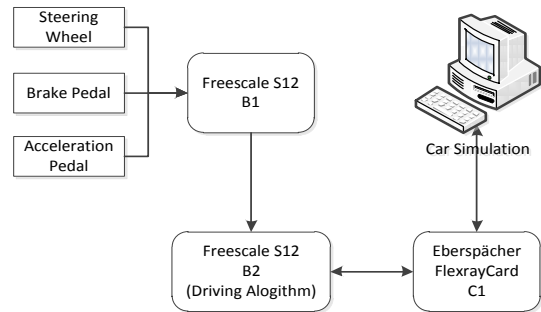 Steering
Wheel
Brake Pedal
Acceleration
Pedal
Freescale S12
B1
Car Simulation
Freescale S12
B2
(Driving Alogithm)
Eberspächer
FlexrayCard
C1